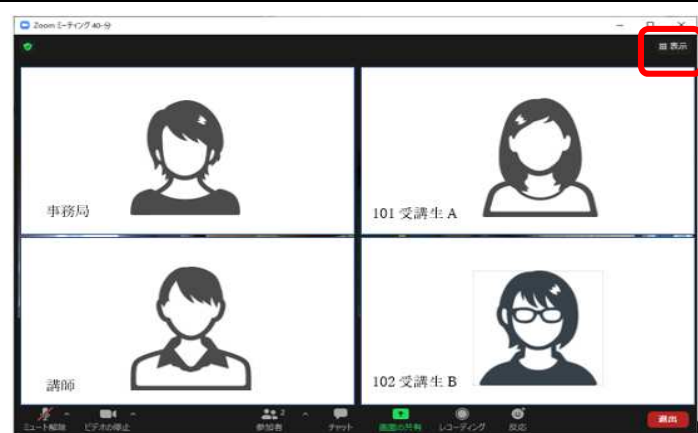 Zoom ミーティング 40-分
表示
事務局
101 受講生 A
講師
102 受講生 B
ミュート解除
ビデオの停止
2
参加者
チャット
画面の共有
レコーディング
反応
退出